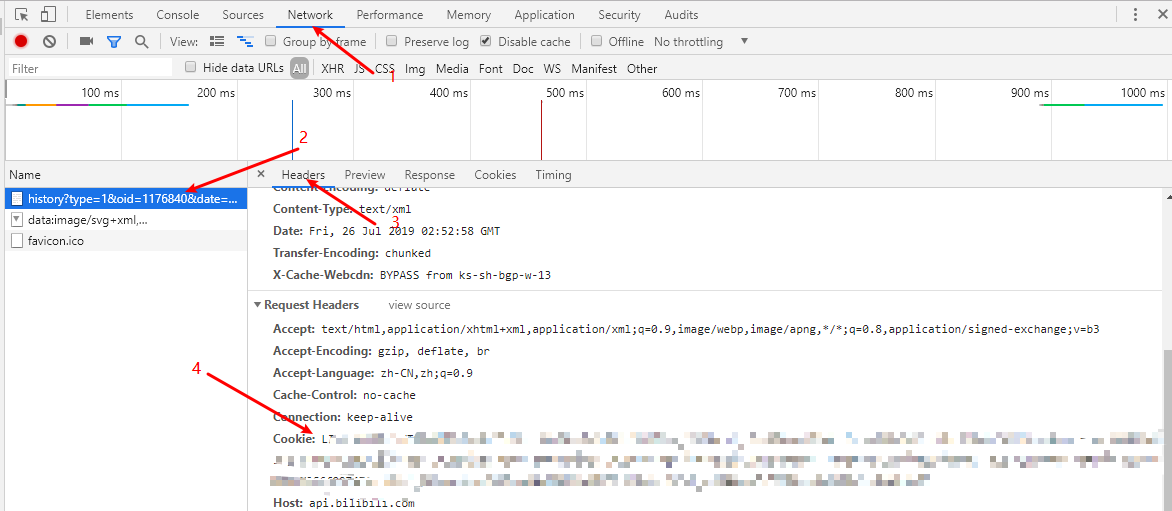 Elements Console Sources Network Performance Memory Application Security Audits
View: Group by frame Preserve log Disable cache Offline No throttling
Filter Hide data URLs All XHR JS CSS Img Media Font Doc WS Manifest Other
1
100 ms 200 ms 300 ms 400 ms 500 ms 600 ms 700 ms 800 ms 900 ms 1000 ms
2
Name
Headers Preview Response Cookies Timing
history?type=1&oid=1176840&date=...
data:image/svg+xml,...
favicon.ico
Content-Encoding: deflate
Content-Type: text/xml
3
Date: Fri, 26 Jul 2019 02:52:58 GMT
Transfer-Encoding: chunked
X-Cache-Webcdn: BYPASS from ks-sh-bgp-w-13
Request Headers view source
Accept: text/html,application/xhtml+xml,application/xml;q=0.9,image/webp,image/apng,*/*;q=0.8,application/signed-exchange;v=b3
Accept-Encoding: gzip, deflate, br
4
Accept-Language: zh-CN,zh;q=0.9
Cache-Control: no-cache
Connection: keep-alive
Cookie:
Host: api.bilibili.com